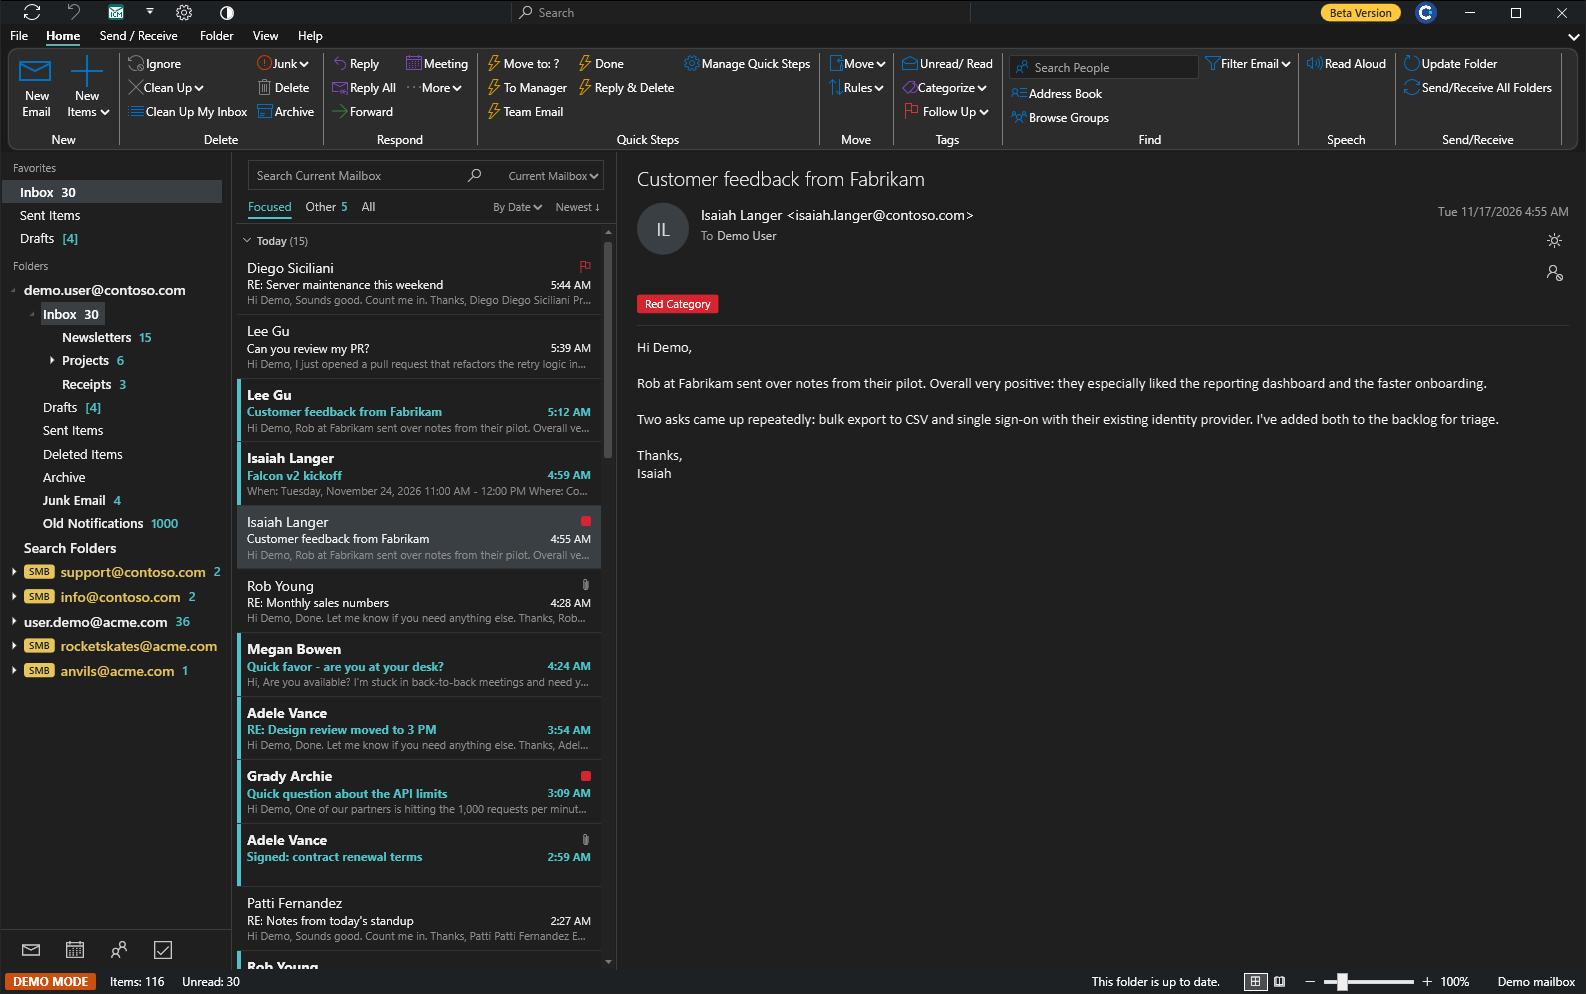 Search
Beta Version
File Home Send / Receive Folder View Help
New Email
New Items
New
Ignore
Clean Up
Clean Up My Inbox
Junk
Delete
Archive
Delete
Reply
Reply All
Forward
Meeting
More
Respond
Move to: ?
To Manager
Team Email
Done
Reply & Delete
Manage Quick Steps
Quick Steps
Move
Rules
Move
Unread/ Read
Categorize
Follow Up
Tags
Search People
Address Book
Browse Groups
Filter Email
Find
Read Aloud
Speech
Update Folder
Send/Receive All Folders
Send/Receive
Favorites
Inbox 30
Sent Items
Drafts [4]
Folders
demo.user@contoso.com
Inbox 30
Newsletters 15
Projects 6
Receipts 3
Drafts [4]
Sent Items
Deleted Items
Archive
Junk Email 4
Old Notifications 1000
Search Folders
SMB support@contoso.com 2
SMB info@contoso.com 2
user.demo@acme.com 36
SMB rocketskates@acme.com
SMB anvils@acme.com 1
Search Current Mailbox Current Mailbox
Focused Other 5 All By Date Newest ↓
Today (15)
Diego Siciliani
RE: Server maintenance this weekend 5:44 AM
Hi Demo, Sounds good. Count me in. Thanks, Diego Diego Siciliani Pr...
Lee Gu
Can you review my PR? 5:39 AM
Hi Demo, I just opened a pull request that refactors the retry logic in...
Lee Gu
Customer feedback from Fabrikam 5:12 AM
Hi Demo, Rob at Fabrikam sent over notes from their pilot. Overall ve...
Isaiah Langer
Falcon v2 kickoff 4:59 AM
When: Tuesday, November 24, 2026 11:00 AM - 12:00 PM Where: Co...
Isaiah Langer
Customer feedback from Fabrikam 4:55 AM
Hi Demo, Rob at Fabrikam sent over notes from their pilot. Overall ve...
Rob Young
RE: Monthly sales numbers 4:28 AM
Hi Demo, Done. Let me know if you need anything else. Thanks, Rob...
Megan Bowen
Quick favor - are you at your desk? 4:24 AM
Hi, Are you available? I'm stuck in back-to-back meetings and need y...
Adele Vance
RE: Design review moved to 3 PM 3:54 AM
Hi Demo, Done. Let me know if you need anything else. Thanks, Adel...
Grady Archie
Quick question about the API limits 3:09 AM
Hi Demo, One of our partners is hitting the 1,000 requests per minut...
Adele Vance
Signed: contract renewal terms 2:59 AM
Patti Fernandez
RE: Notes from today's standup 2:27 AM
Hi Demo, Sounds good. Count me in. Thanks, Patti Patti Fernandez E...
Rob Young
Customer feedback from Fabrikam
IL
Isaiah Langer <isaiah.langer@contoso.com>
To Demo User
Tue 11/17/2026 4:55 AM
Red Category
Hi Demo,
Rob at Fabrikam sent over notes from their pilot. Overall very positive: they especially liked the reporting dashboard and the faster onboarding.
Two asks came up repeatedly: bulk export to CSV and single sign-on with their existing identity provider. I've added both to the backlog for triage.
Thanks,
Isaiah
DEMO MODE Items: 116 Unread: 30 This folder is up to date. 100% Demo mailbox